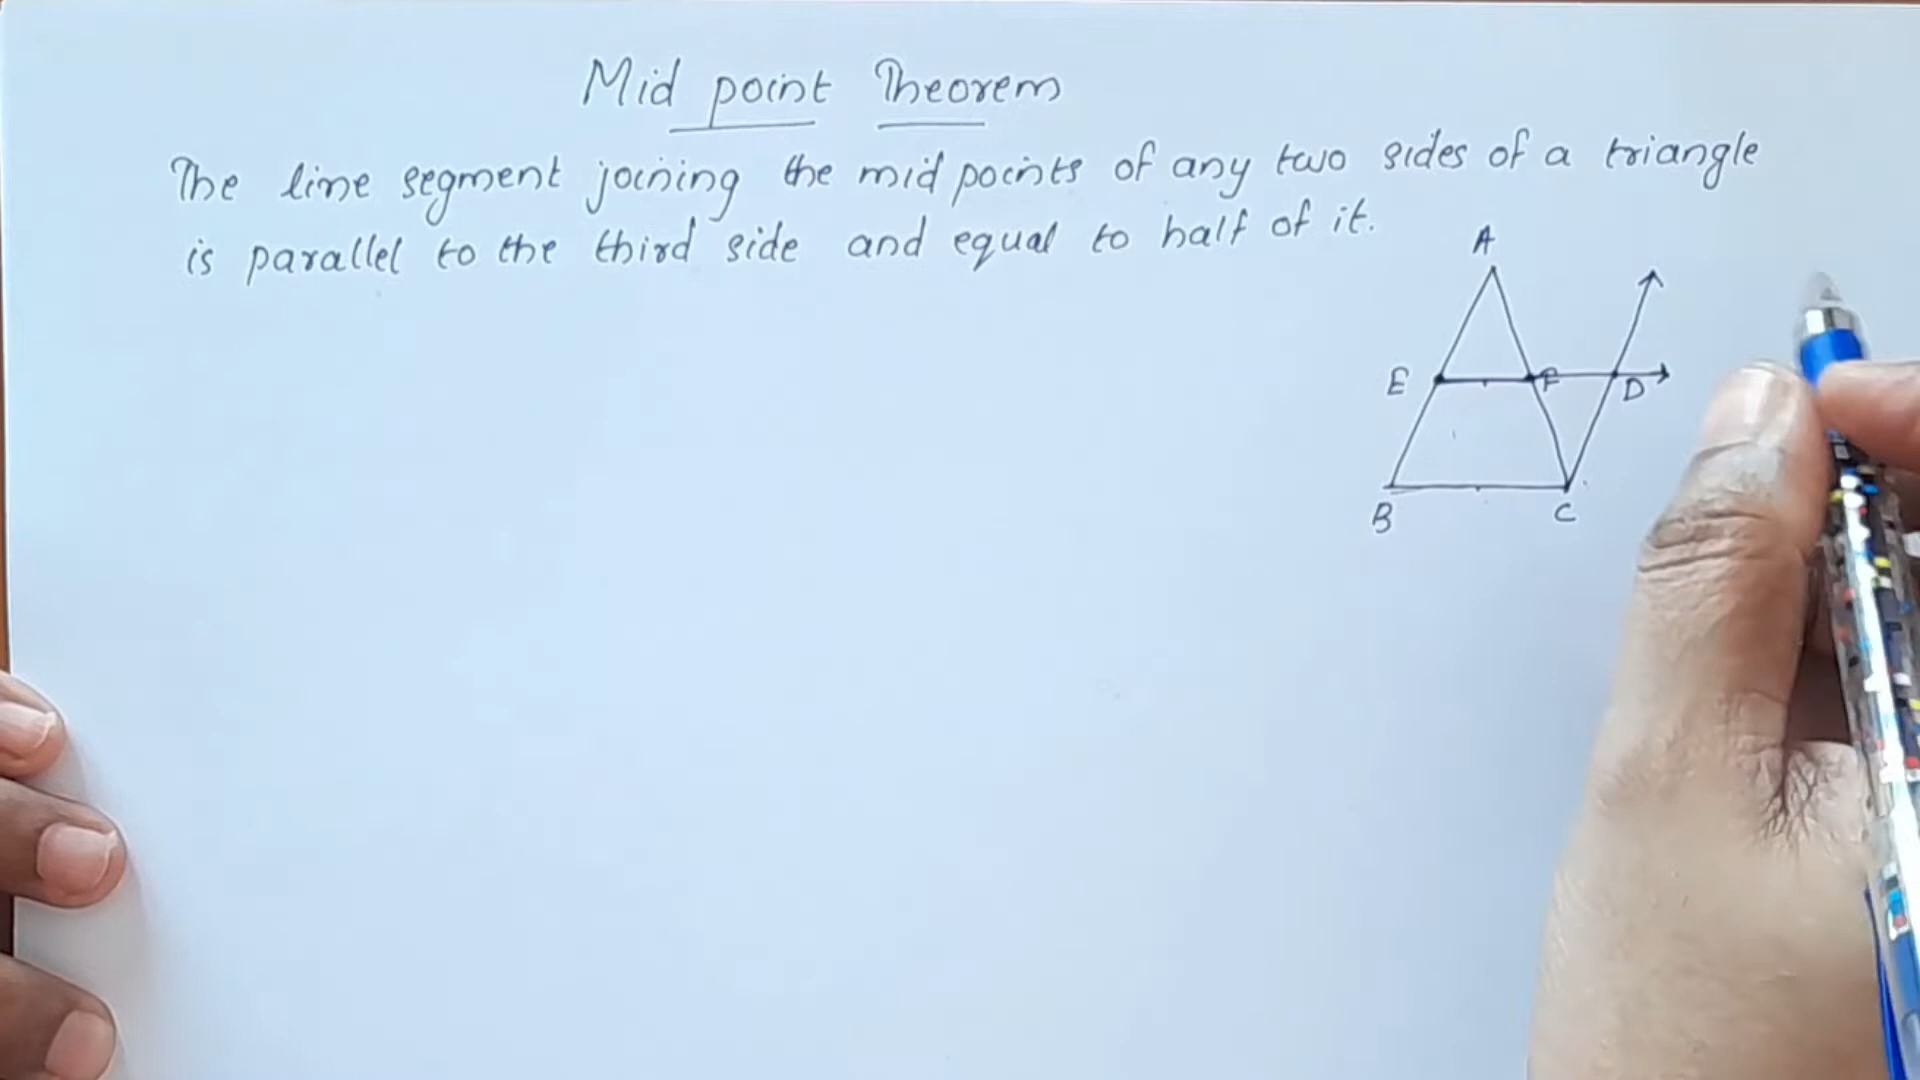 Mid point Theorem
The line segment joining the mid points of any two sides of a triangle
is parallel to the third side and equal to half of it.
A
E F D
B C